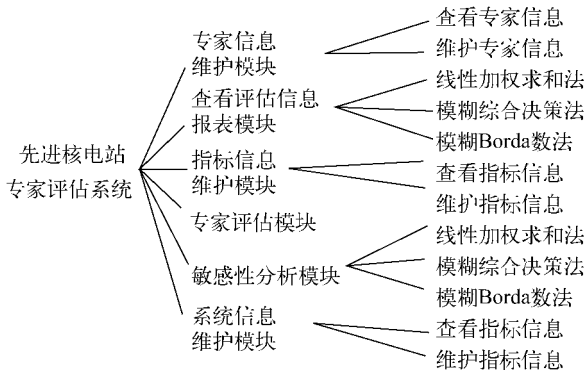 先进核电站
专家评估系统
专家信息
维护模块
查看专家信息
维护专家信息
查看评估信息
报表模块
线性加权求和法
模糊综合决策法
模糊Borda数法
指标信息
维护模块
查看指标信息
维护指标信息
专家评估模块
敏感性分析模块
线性加权求和法
模糊综合决策法
模糊Borda数法
系统信息
维护模块
查看指标信息
维护指标信息